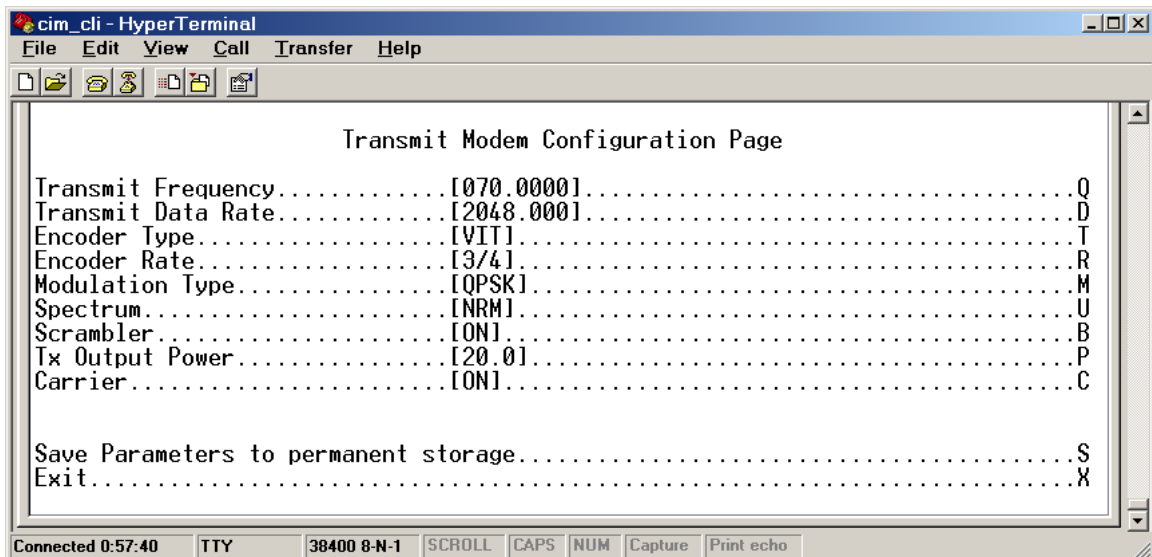 cim_cli - HyperTerminal
File Edit View Call Transfer Help
Transmit Modem Configuration Page
Transmit Frequency.............[070.0000].....................................Q
Transmit Data Rate.............[2048.000].....................................D
Encoder Type...................[VIT]..........................................T
Encoder Rate...................[3/4]..........................................R
Modulation Type................[QPSK].........................................M
Spectrum.......................[NRM]..........................................U
Scrambler......................[ON]...........................................B
Tx Output Power................[20.0].........................................P
Carrier........................[ON]...........................................C
Save Parameters to permanent storage..........................................S
Exit..........................................................................X
Connected 0:57:40 TTY 38400 8-N-1 SCROLL CAPS NUM Capture Print echo